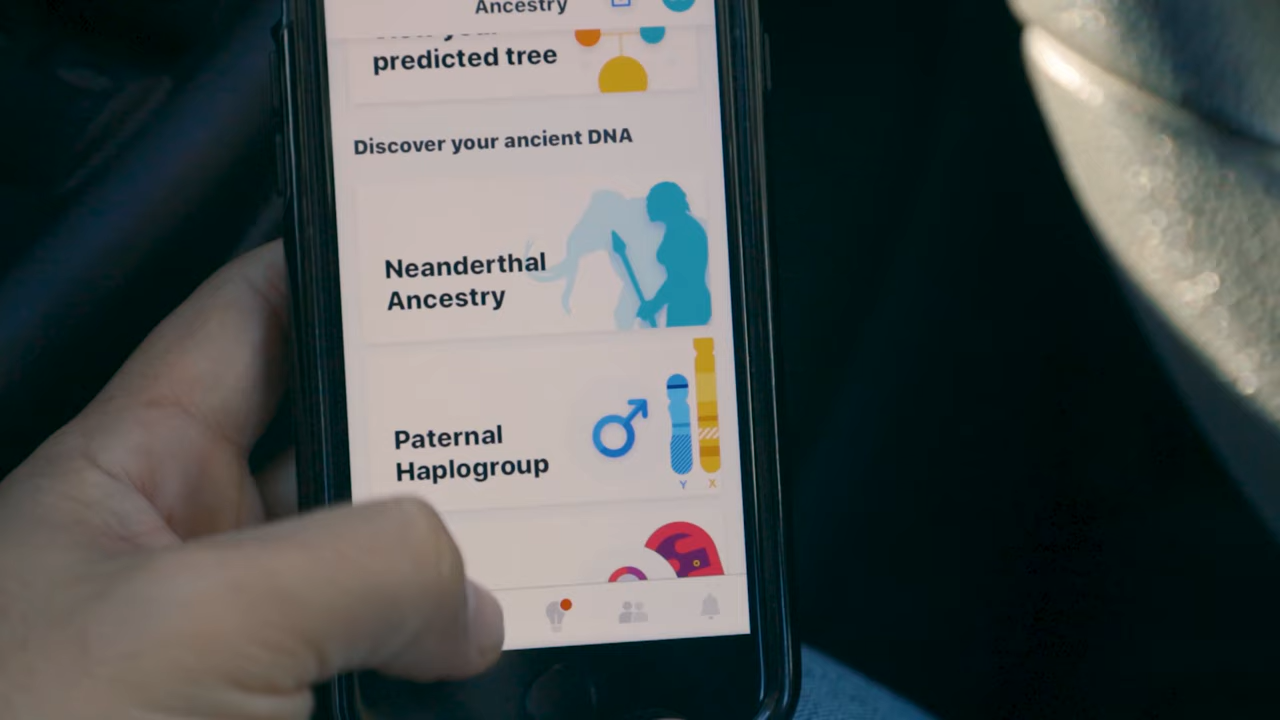 Ancestry
predicted tree
Discover your ancient DNA
Neanderthal
Ancestry
Paternal
Haplogroup
Y X